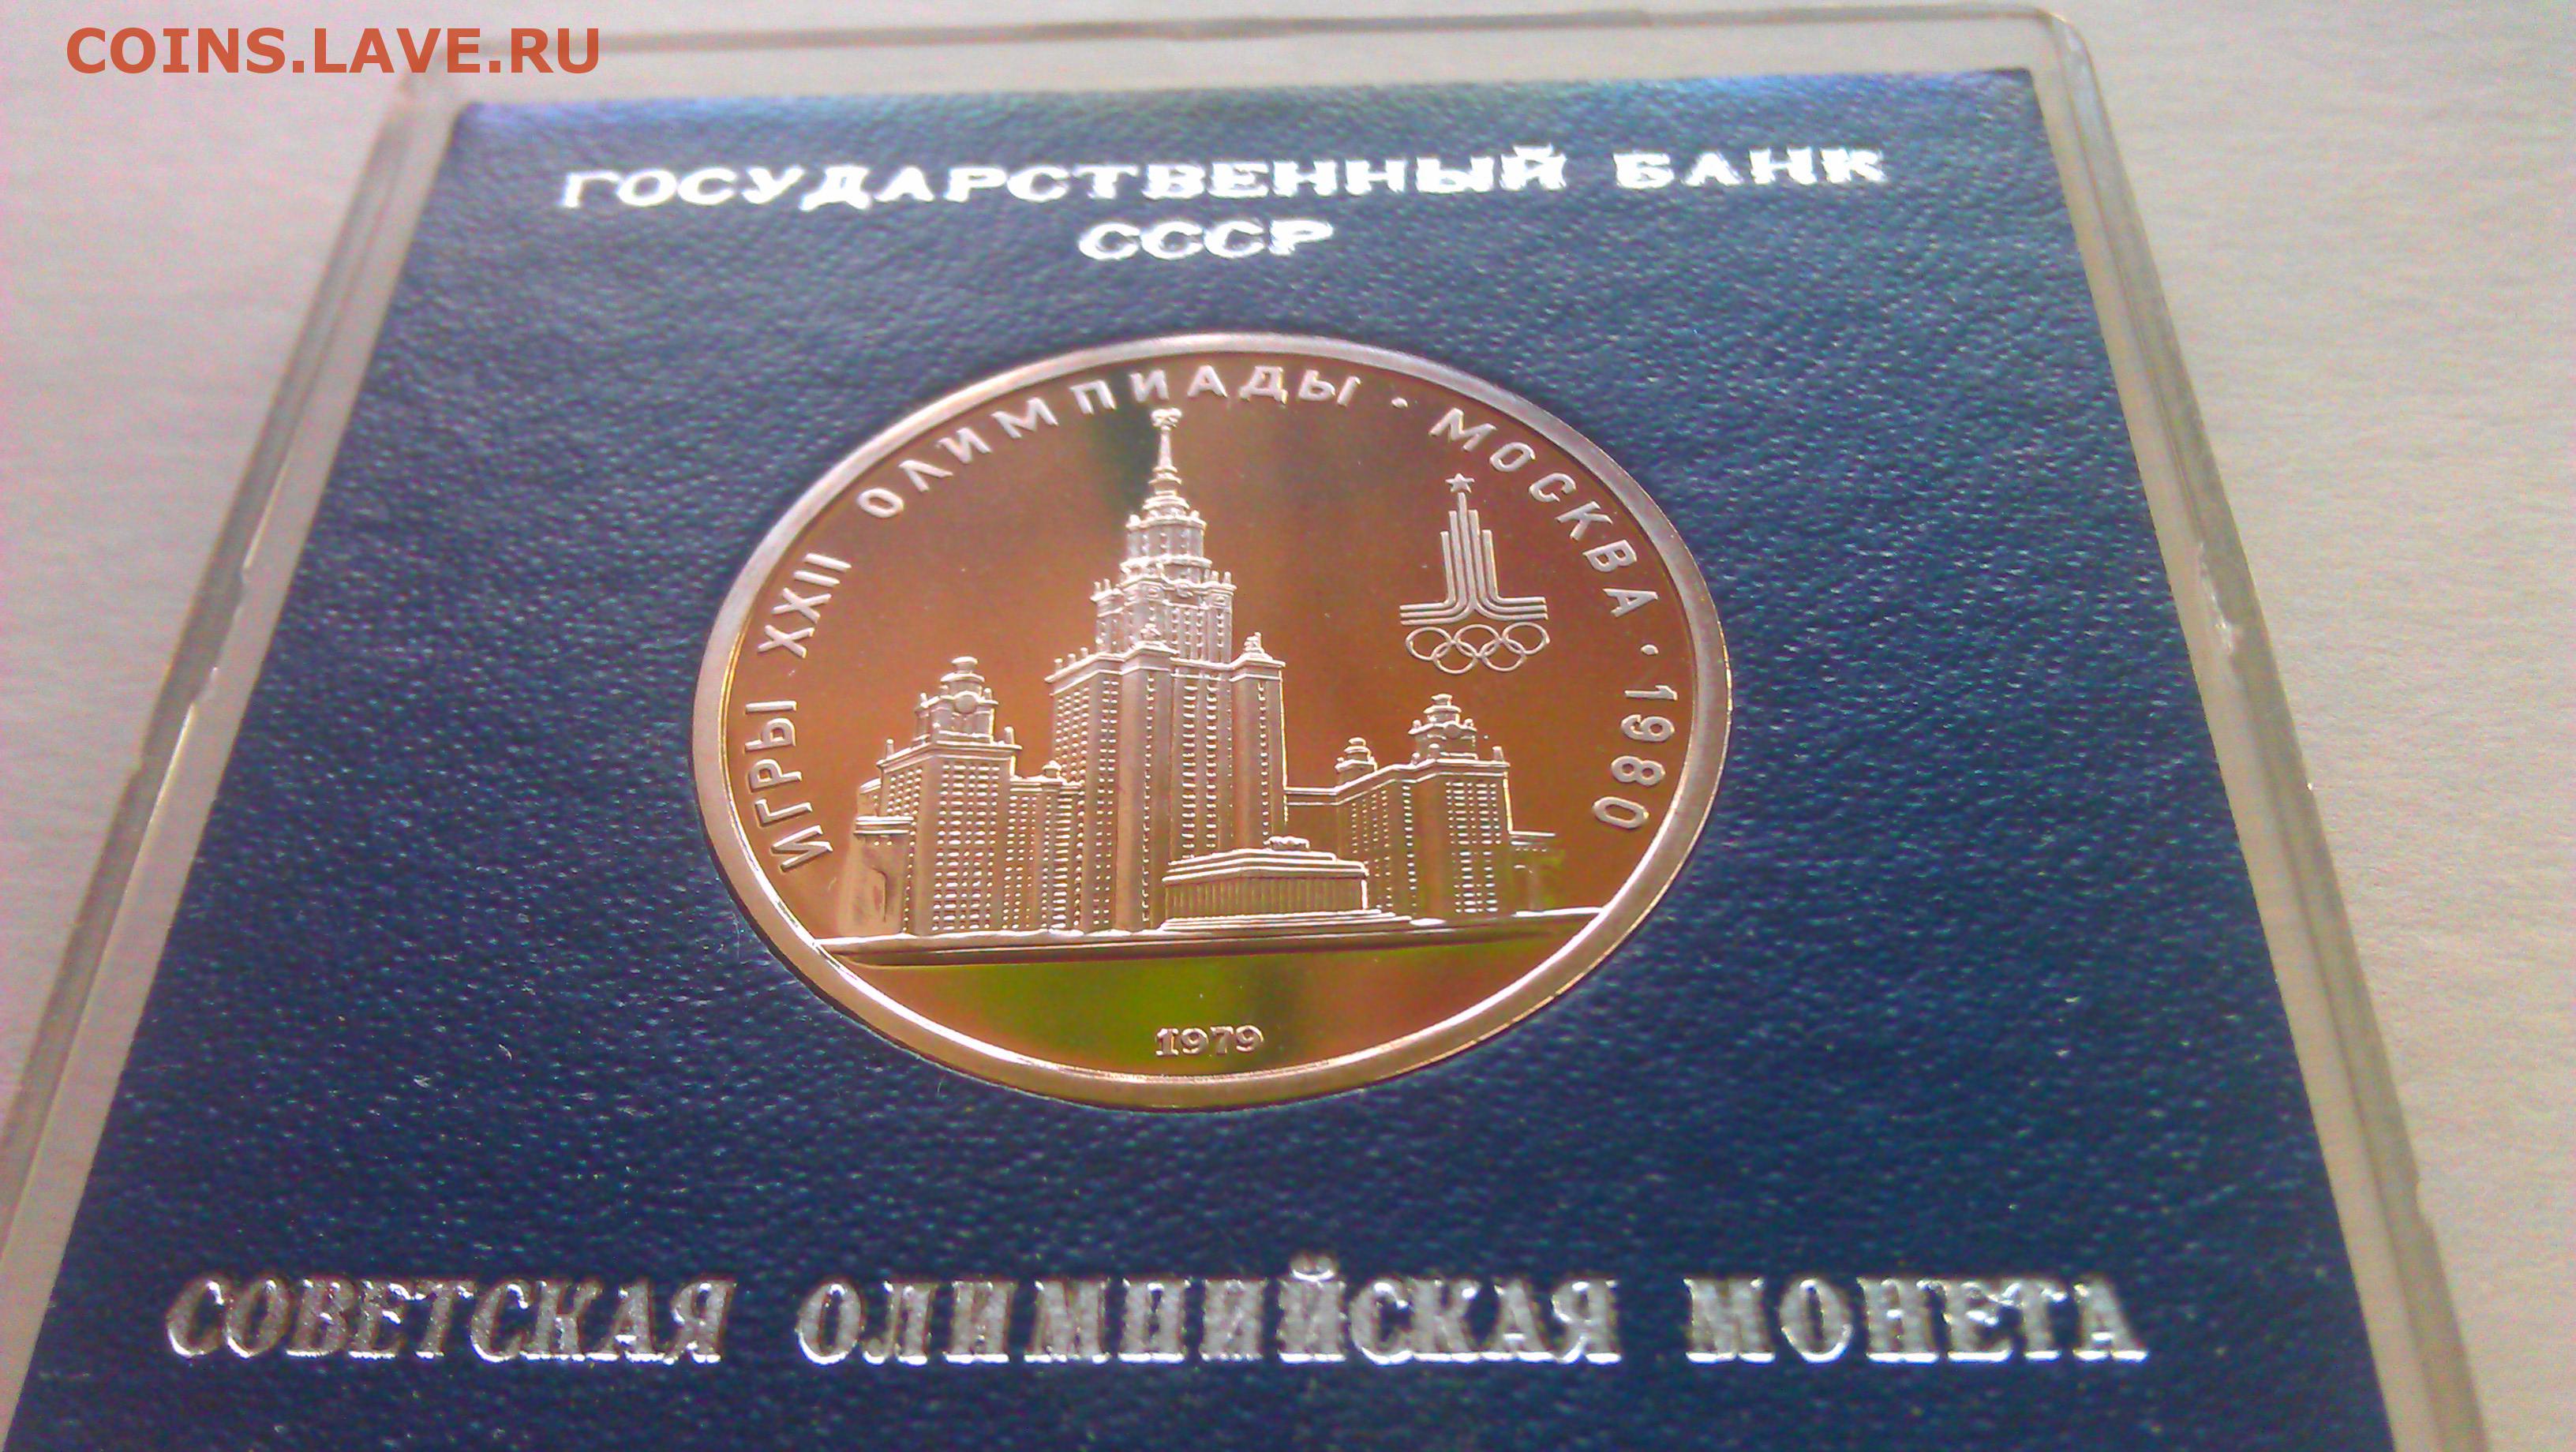 COINS.LAVE.RU
ГОСУДАРСТВЕННЫЙ БАНК
СССР
ИГРЫ XXII ОЛИМПИАДЫ · МОСКВА · 1980
1979
СОВЕТСКАЯ ОЛИМПИЙСКАЯ МОНЕТА